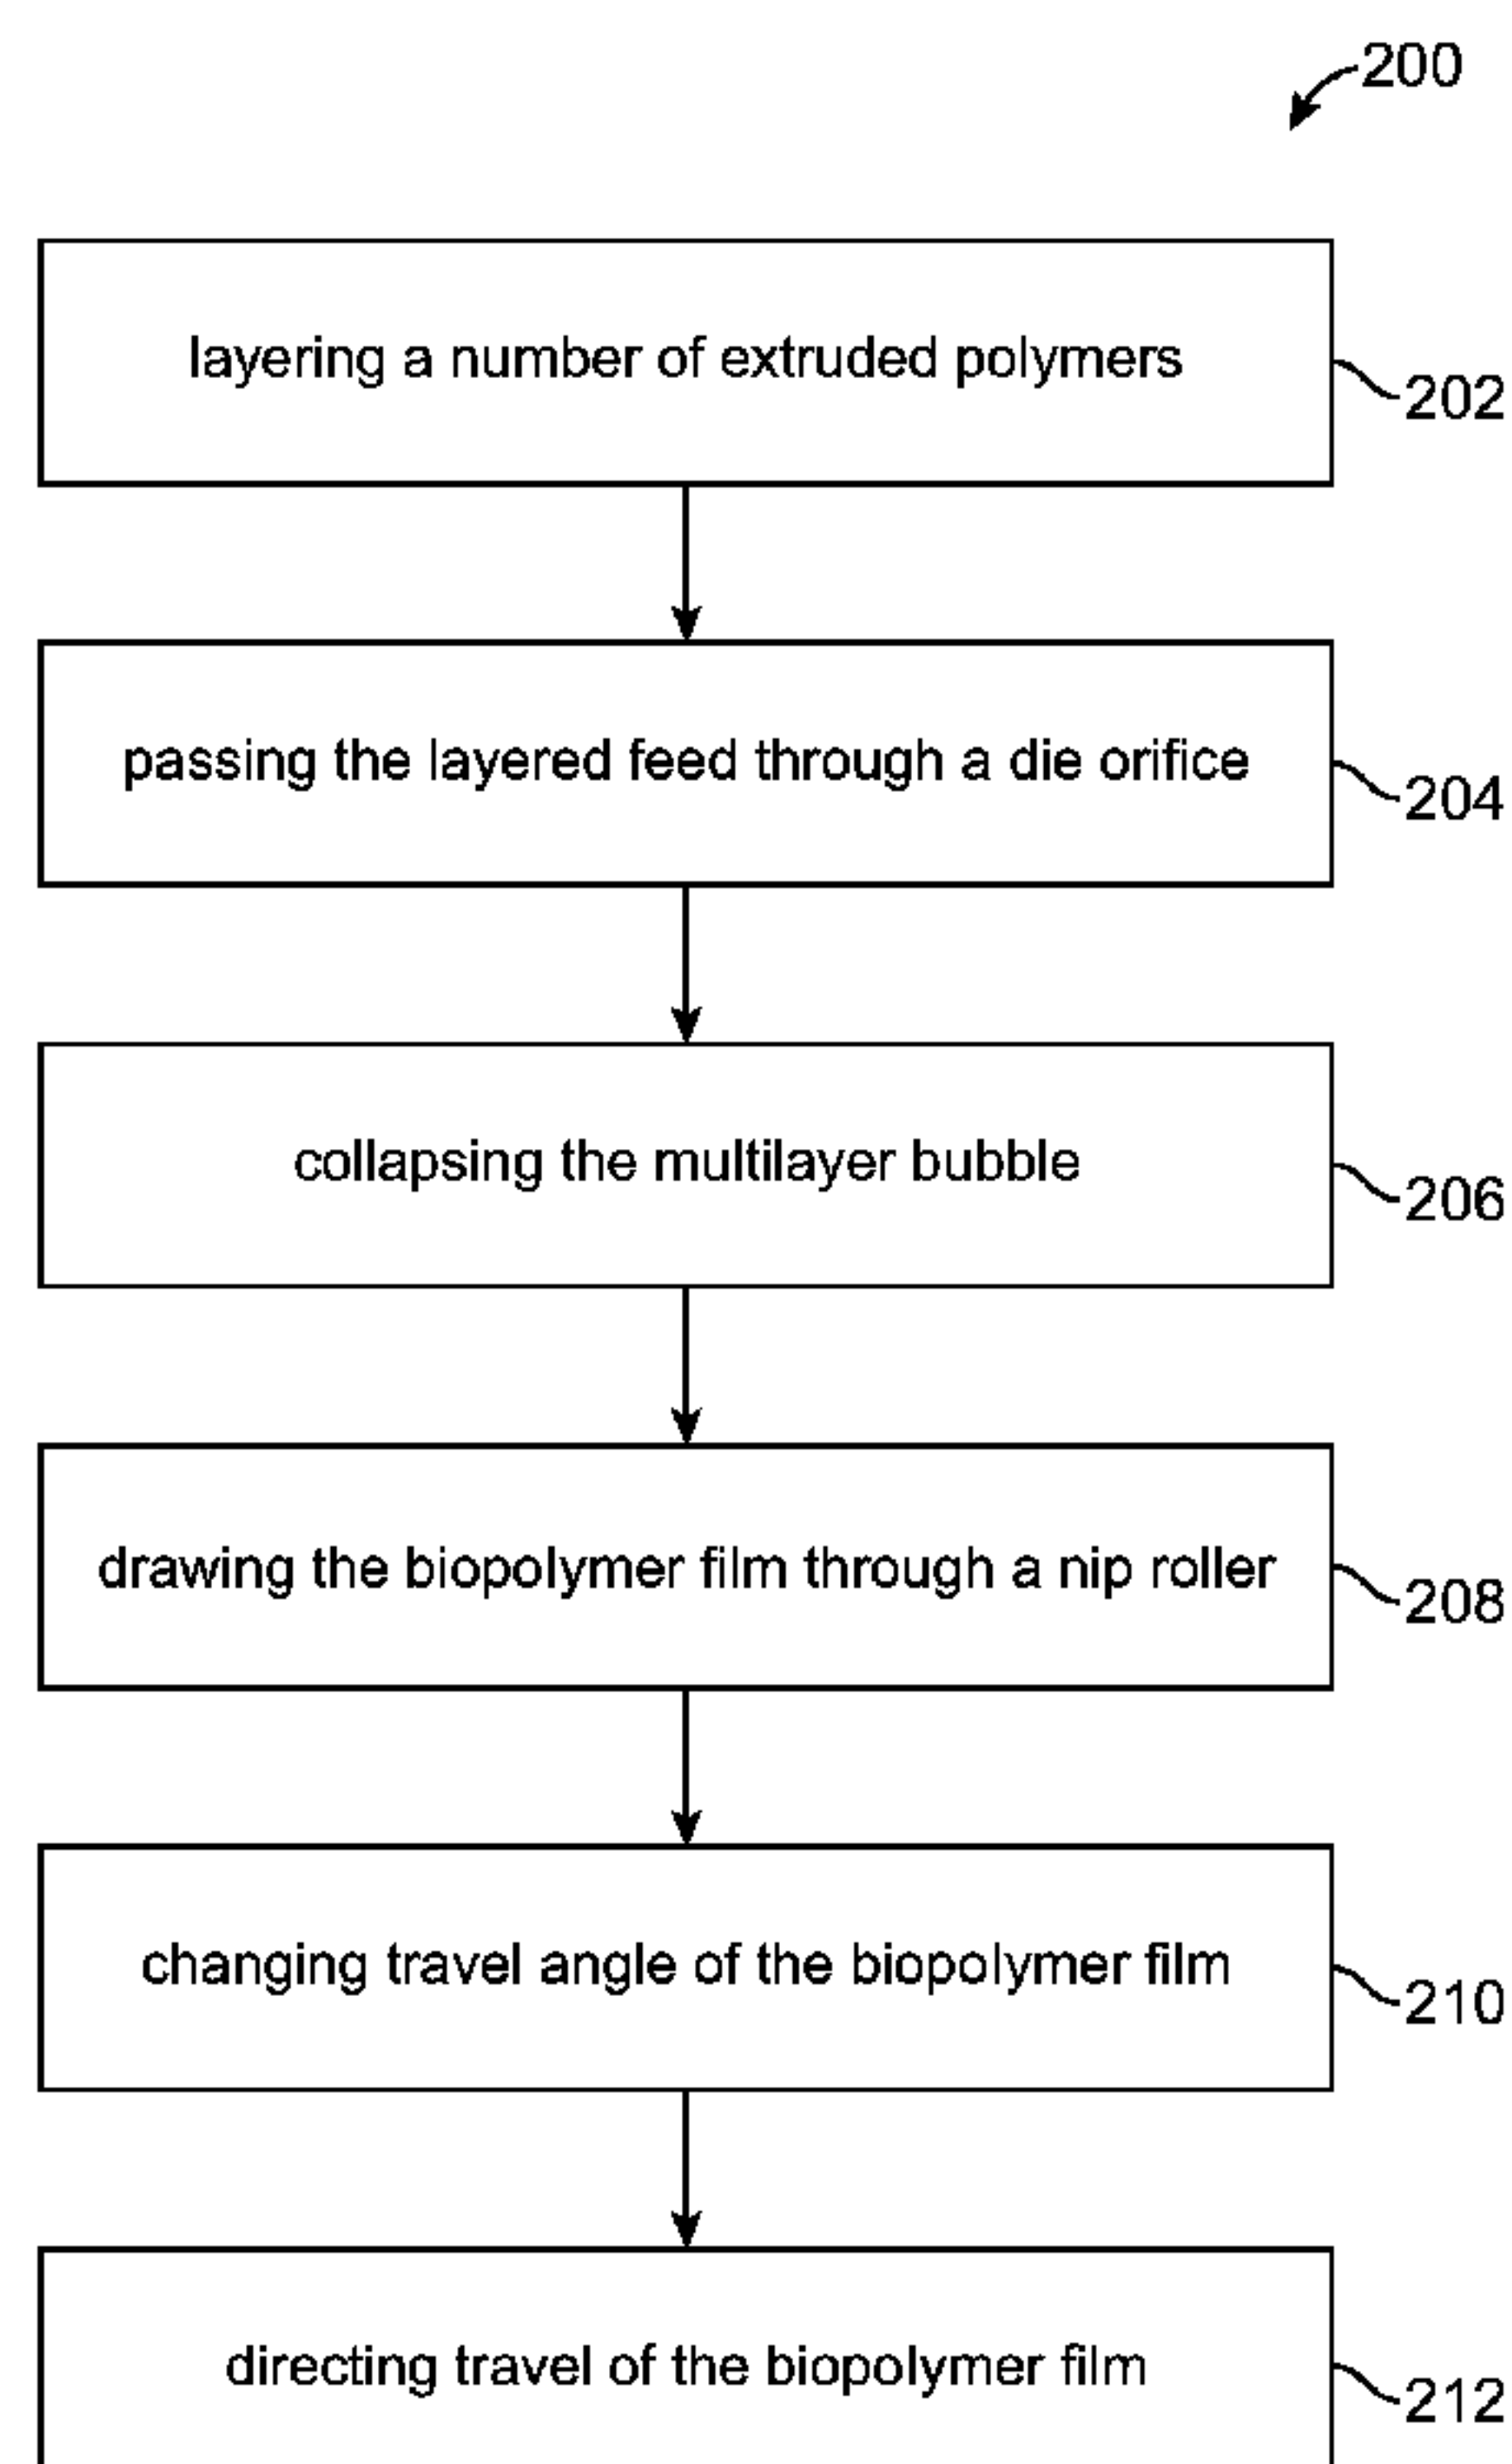 200
layering a number of extruded polymers
202
passing the layered feed through a die orifice
204
collapsing the multilayer bubble
206
drawing the biopolymer film through a nip roller
208
changing travel angle of the biopolymer film
210
directing travel of the biopolymer film
212